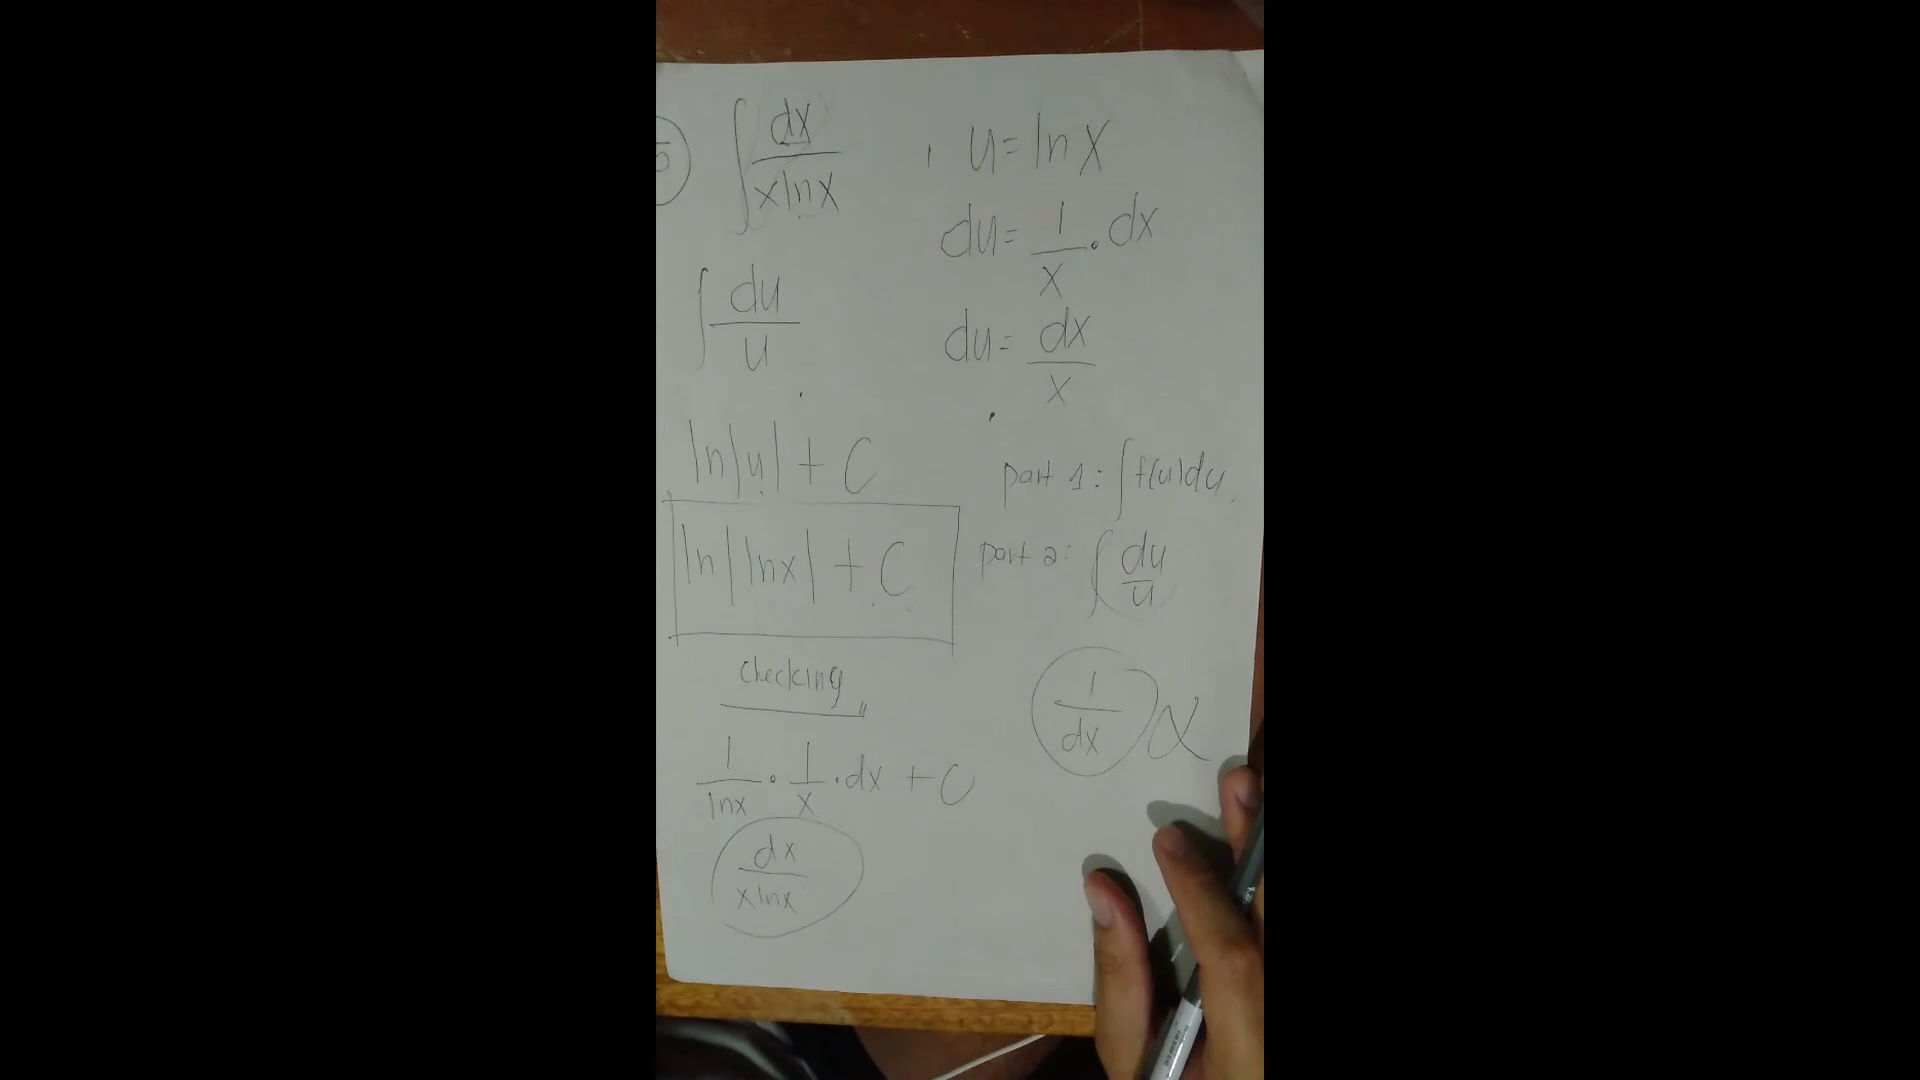 5
∫ dx / x ln x
u = ln x
du = 1/x · dx
∫ du / u
du = dx / x
ln|u| + C
part 1: ∫ f(u) du
ln|ln x| + C
part 2: ∫ du / u
checking
1 / dx
1 / ln x · 1 / x · dx + C
dx / x ln x